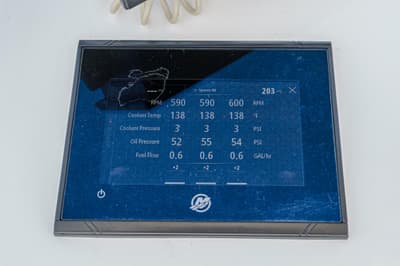 203
RPM 590 590 600 RPM
Coolant Temp 138 138 138 °F
Coolant Pressure 3 3 3 PSI
Oil Pressure 52 55 54 PSI
Fuel Flow 0.6 0.6 0.6 GAL/hr